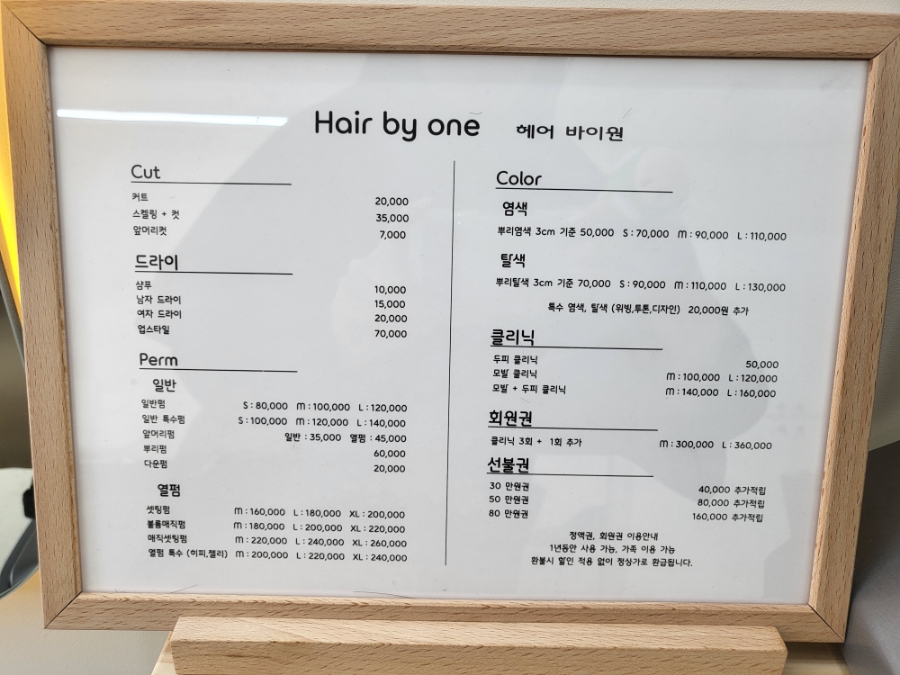 Hair by one 헤어 바이원
Cut
커트 20,000
스켈링 + 컷 35,000
앞머리컷 7,000
드라이
샴푸 10,000
남자 드라이 15,000
여자 드라이 20,000
업스타일 70,000
Perm
일반
일반펌 S : 80,000 m : 100,000 L : 120,000
일반 특수펌 S : 100,000 m : 120,000 L : 140,000
앞머리펌 일반 : 35,000 열펌 : 45,000
뿌리펌 60,000
다운펌 20,000
열펌
셋팅펌 m : 160,000 L : 180,000 XL : 200,000
볼륨매직펌 m : 180,000 L : 200,000 XL : 220,000
매직셋팅펌 m : 220,000 L : 240,000 XL : 260,000
열펌 특수 (히피,젤리) m : 200,000 L : 220,000 XL : 240,000
Color
염색
뿌리염색 3cm 기준 50,000 S : 70,000 m : 90,000 L : 110,000
탈색
뿌리탈색 3cm 기준 70,000 S : 90,000 m : 110,000 L : 130,000
특수 염색, 탈색 (위빙,투톤,디자인) 20,000원 추가
클리닉
두피 클리닉 50,000
모발 클리닉 m : 100,000 L : 120,000
모발 + 두피 클리닉 m : 140,000 L : 160,000
회원권
클리닉 3회 + 1회 추가 m : 300,000 L : 360,000
선불권
30 만원권 40,000 추가적립
50 만원권 80,000 추가적립
80 만원권 160,000 추가적립
정액권, 회원권 이용안내
1년동안 사용 가능, 가족 이용 가능
환불시 할인 적용 없이 정상가로 환급됩니다.